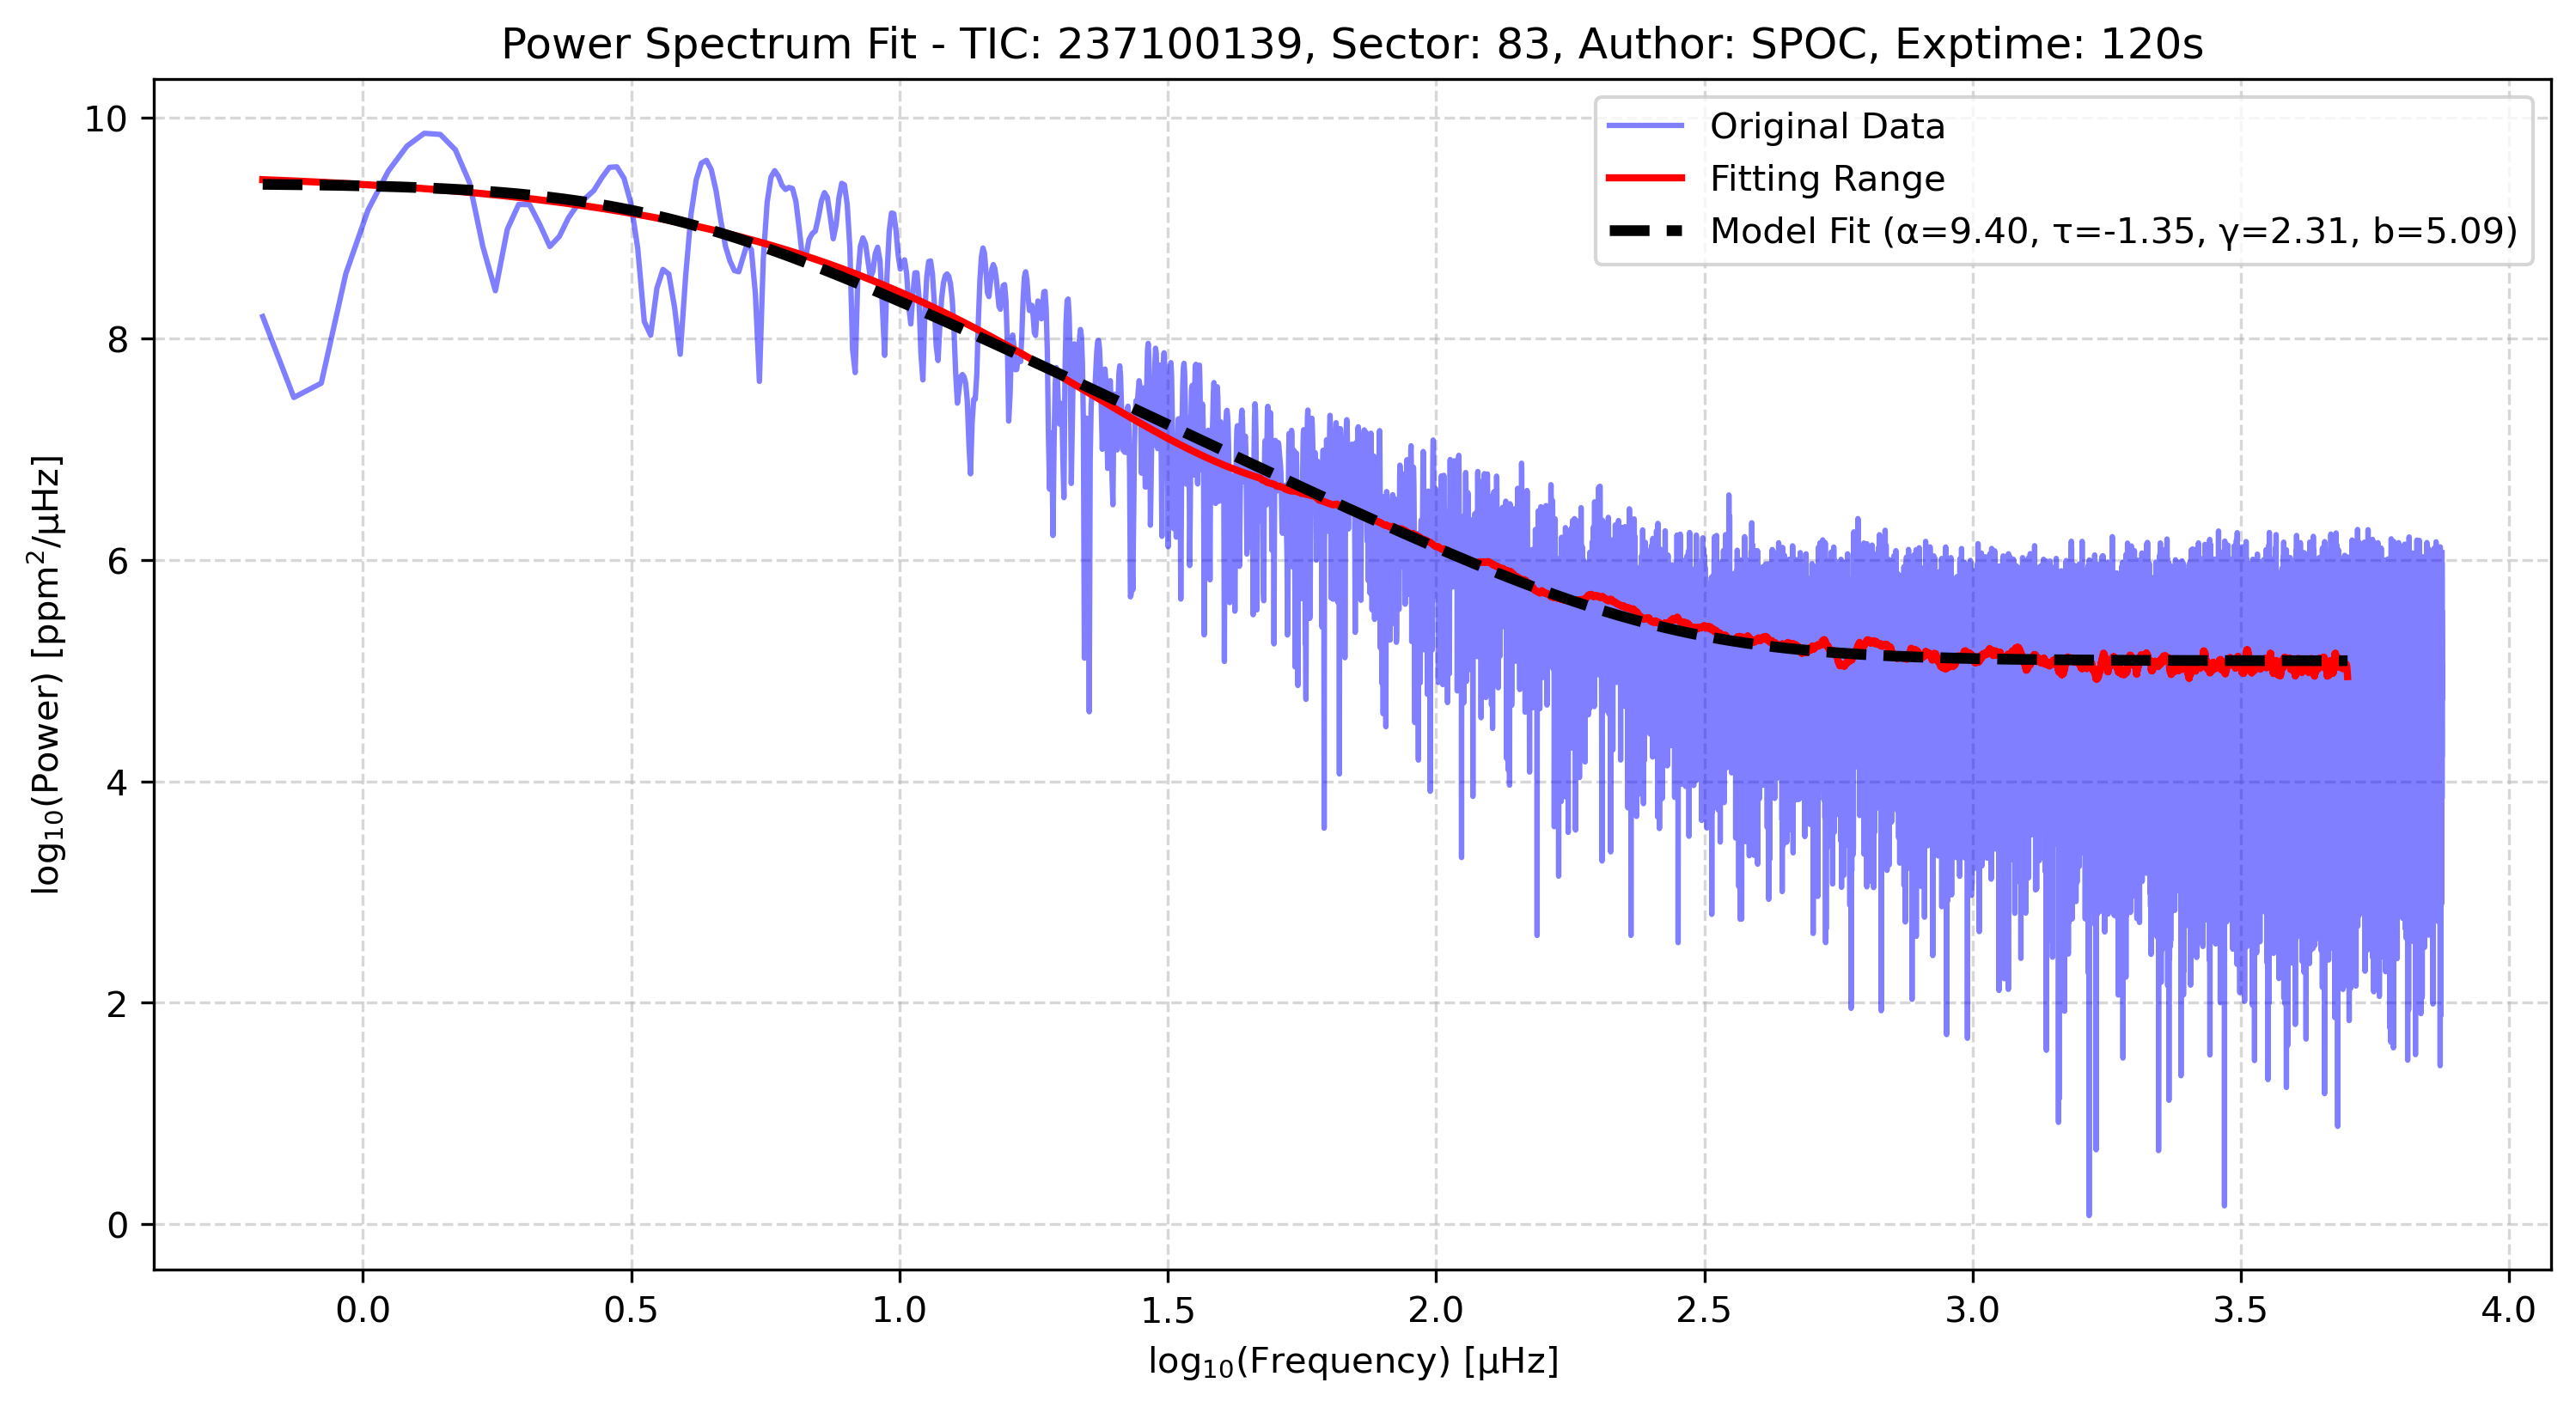 Power Spectrum Fit - TIC: 237100139, Sector: 83, Author: SPOC, Exptime: 120s
Original Data
Fitting Range
Model Fit (α=9.40, τ=-1.35, γ=2.31, b=5.09)
log₁₀(Power) [ppm²/μHz]
10
8
6
4
2
0
0.0 0.5 1.0 1.5 2.0 2.5 3.0 3.5 4.0
log₁₀(Frequency) [μHz]